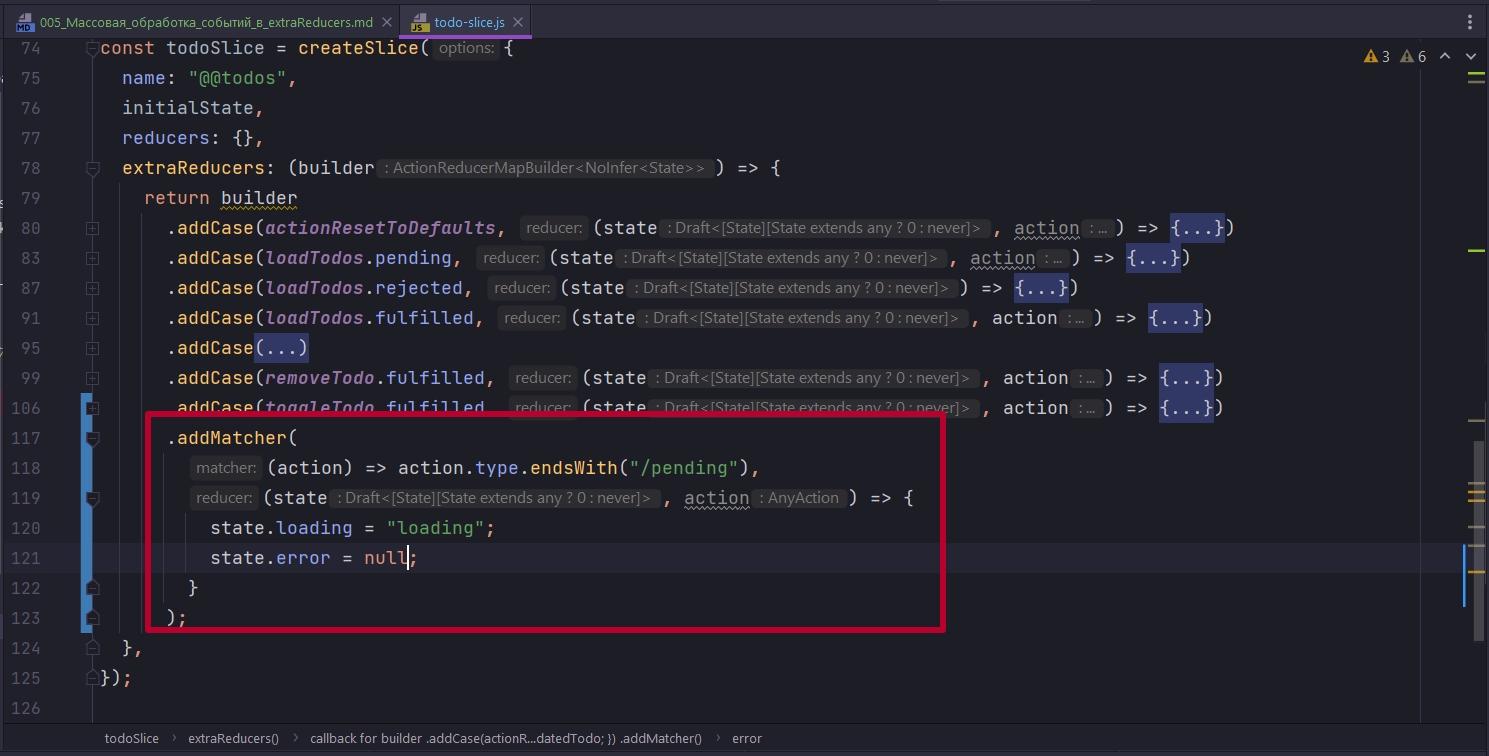 005_Массовая_обработка_событий_в_extraReducers.md todo-slice.js
3 6
74 const todoSlice = createSlice( options: {
75 name: "@@todos",
76 initialState,
77 reducers: {},
78 extraReducers: (builder : ActionReducerMapBuilder<NoInfer<State>> ) => {
79 return builder
80 .addCase(actionResetToDefaults, reducer: (state : Draft<[State][State extends any ? 0 : never]> , action : ... ) => {...})
83 .addCase(loadTodos.pending, reducer: (state : Draft<[State][State extends any ? 0 : never]> , action : ... ) => {...})
87 .addCase(loadTodos.rejected, reducer: (state : Draft<[State][State extends any ? 0 : never]> ) => {...})
91 .addCase(loadTodos.fulfilled, reducer: (state : Draft<[State][State extends any ? 0 : never]> , action : ... ) => {...})
95 .addCase(...)
99 .addCase(removeTodo.fulfilled, reducer: (state : Draft<[State][State extends any ? 0 : never]> , action : ... ) => {...})
106 .addCase(toggleTodo.fulfilled, reducer: (state : Draft<[State][State extends any ? 0 : never]> , action : ... ) => {...})
117 .addMatcher(
118 matcher: (action) => action.type.endsWith("/pending"),
119 reducer: (state : Draft<[State][State extends any ? 0 : never]> , action : AnyAction ) => {
120 state.loading = "loading";
121 state.error = null;
122 }
123 );
124 },
125 });
126
todoSlice › extraReducers() › callback for builder .addCase(actionR...datedTodo; }) .addMatcher() › error